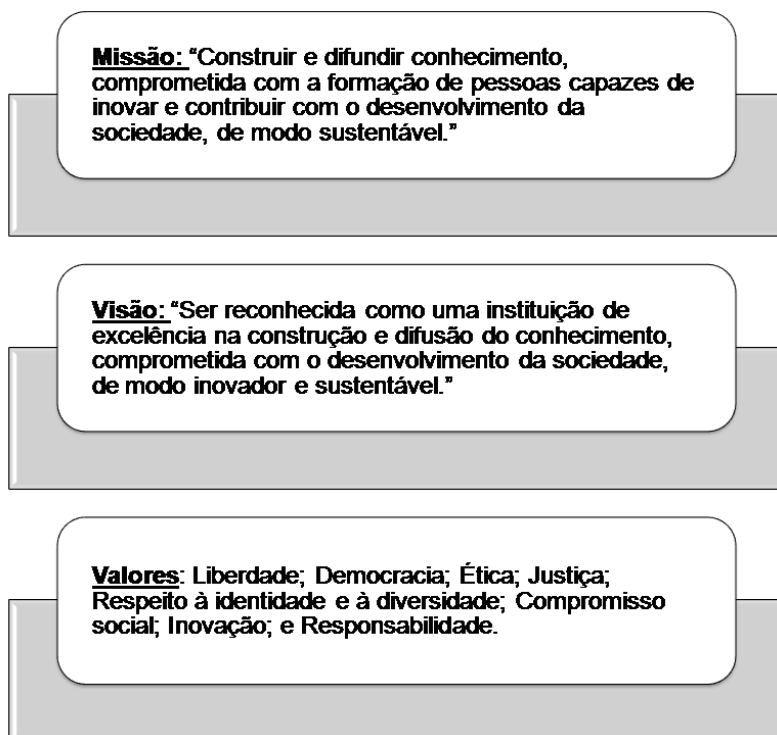 Missão: “Construir e difundir conhecimento,
comprometida com a formação de pessoas capazes de
inovar e contribuir com o desenvolvimento da
sociedade, de modo sustentável.”
Visão: “Ser reconhecida como uma instituição de
excelência na construção e difusão do conhecimento,
comprometida com o desenvolvimento da sociedade,
de modo inovador e sustentável.”
Valores: Liberdade; Democracia; Ética; Justiça;
Respeito à identidade e à diversidade; Compromisso
social; Inovação; e Responsabilidade.